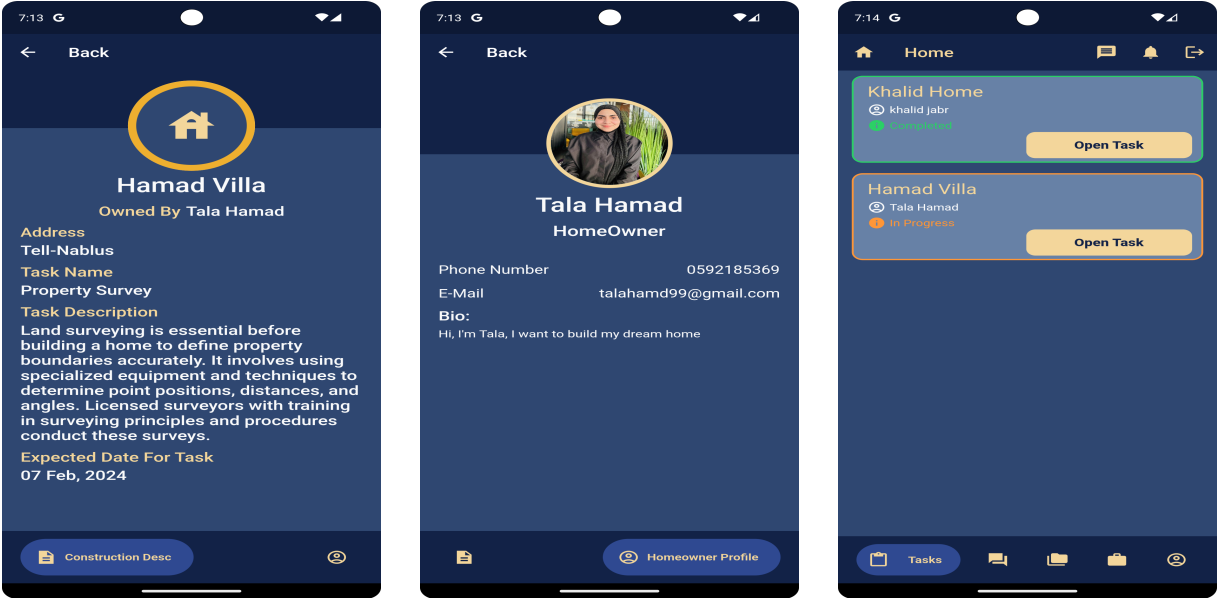 7:13 G
Back
Hamad Villa
Owned By Tala Hamad
Address
Tell-Nablus
Task Name
Property Survey
Task Description
Land surveying is essential before
building a home to define property
boundaries accurately. It involves using
specialized equipment and techniques to
determine point positions, distances, and
angles. Licensed surveyors with training
in surveying principles and procedures
conduct these surveys.
Expected Date For Task
07 Feb, 2024
Construction Desc
7:13 G
Back
Tala Hamad
HomeOwner
Phone Number 0592185369
E-Mail talahamd99@gmail.com
Bio:
Hi, I'm Tala, I want to build my dream home
Homeowner Profile
7:14 G
Home
Khalid Home
khalid jabr
Completed
Open Task
Hamad Villa
Tala Hamad
In Progress
Open Task
Tasks